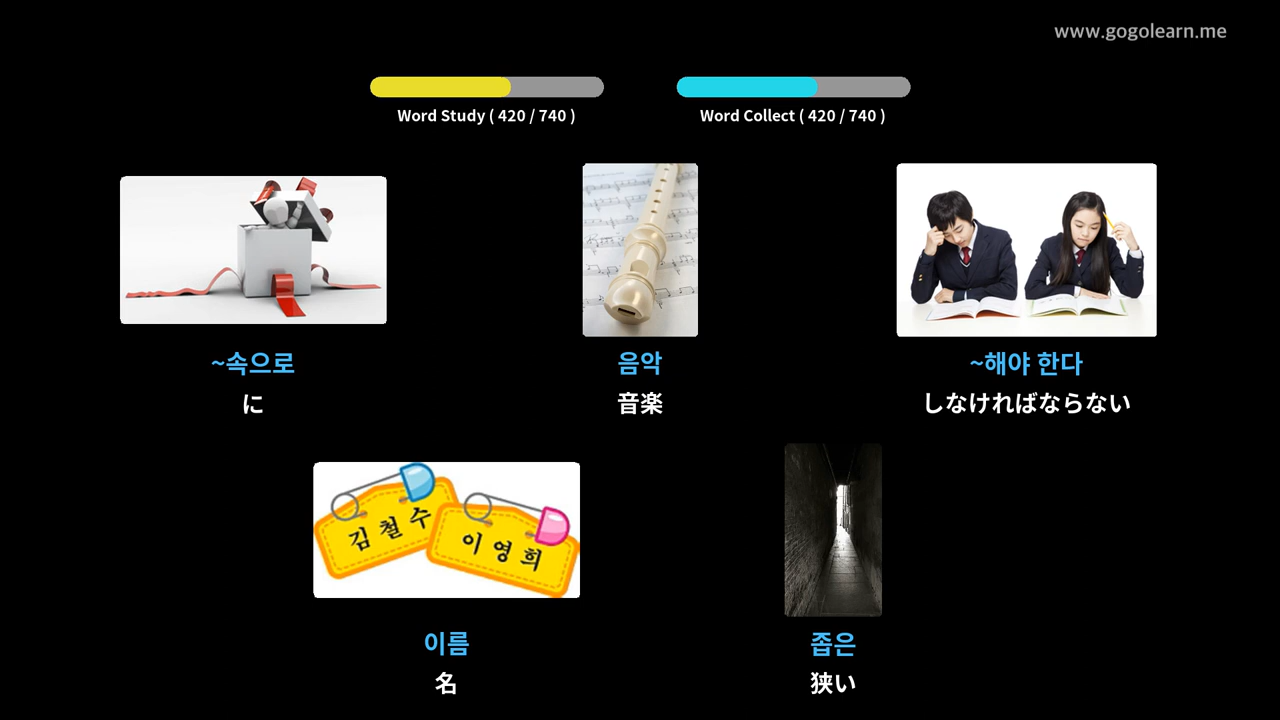 www.gogolearn.me
Word Study ( 420 / 740 )
Word Collect ( 420 / 740 )
~속으로
に
음악
音楽
~해야 한다
しなければならない
김철수
이영희
이름
名
좁은
狭い